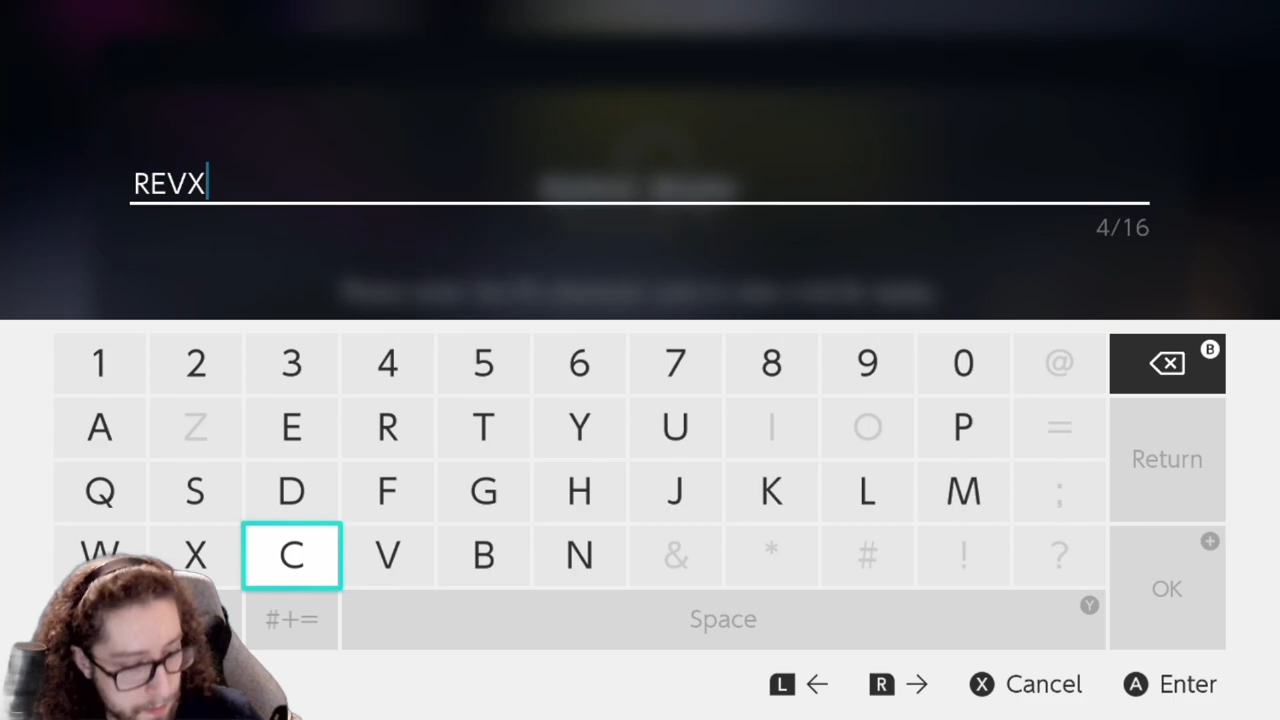 REVX
4/16
1 2 3 4 5 6 7 8 9 0 @ B
A Z E R T Y U I O P =
Return
Q S D F G H J K L M ;
W X C V B N & * # ! ? +
OK
#+= Space Y
L ← R → X Cancel A Enter